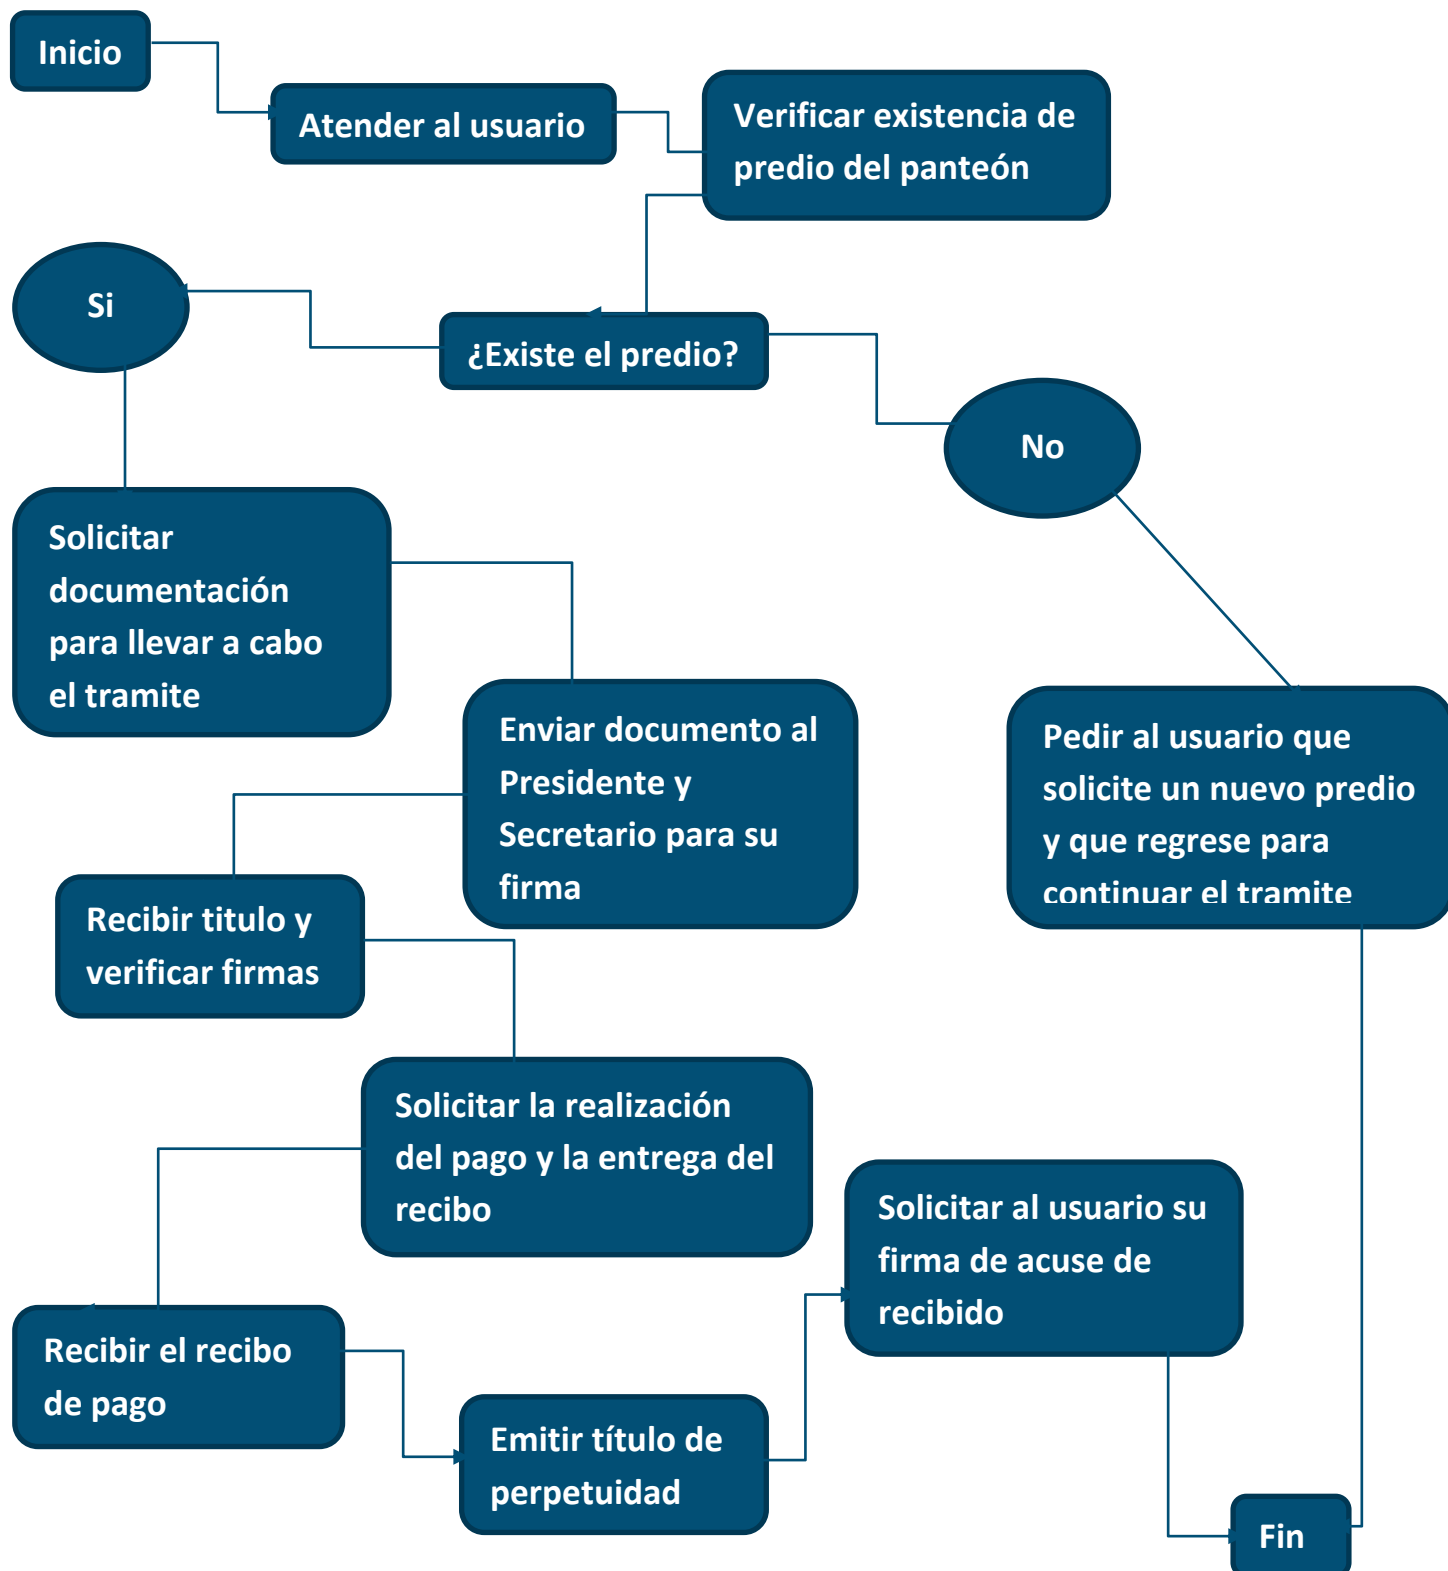 Inicio
Atender al usuario
Verificar existencia de
predio del panteón
Si
¿Existe el predio?
No
Solicitar
documentación
para llevar a cabo
el tramite
Enviar documento al
Presidente y
Secretario para su
firma
Pedir al usuario que
solicite un nuevo predio
y que regrese para
continuar el tramite
Recibir titulo y
verificar firmas
Solicitar la realización
del pago y la entrega del
recibo
Solicitar al usuario su
firma de acuse de
recibido
Recibir el recibo
de pago
Emitir título de
perpetuidad
Fin